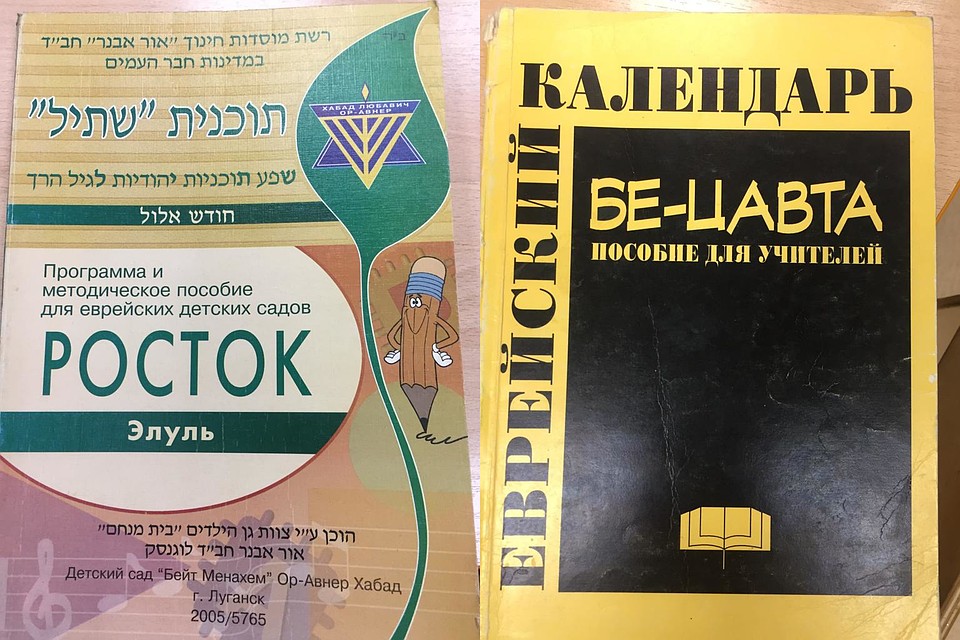 ב"ה
רשת מוסדות חינוך "אור אבנר" חב"ד
במדינות חבר העמים
תוכנית "שתיל"
ХАБАД ЛЮБАВИЧ
ОР-АВНЕР
שפע תוכניות יהודיות לגיל הרך
חודש אלול
Программа и
методическое пособие
для еврейских детских садов
РОСТОК
Элуль
הוכן ע"י צוות גן הילדים "בית מנחם"
אור אבנר חב"ד לוגנסק
Детский сад "Бейт Менахем" Ор-Авнер Хабад
г. Луганск
2005/5765
ЕВРЕЙСКИЙ
КАЛЕНДАРЬ
БЕ-ЦАВТА
ПОСОБИЕ ДЛЯ УЧИТЕЛЕЙ